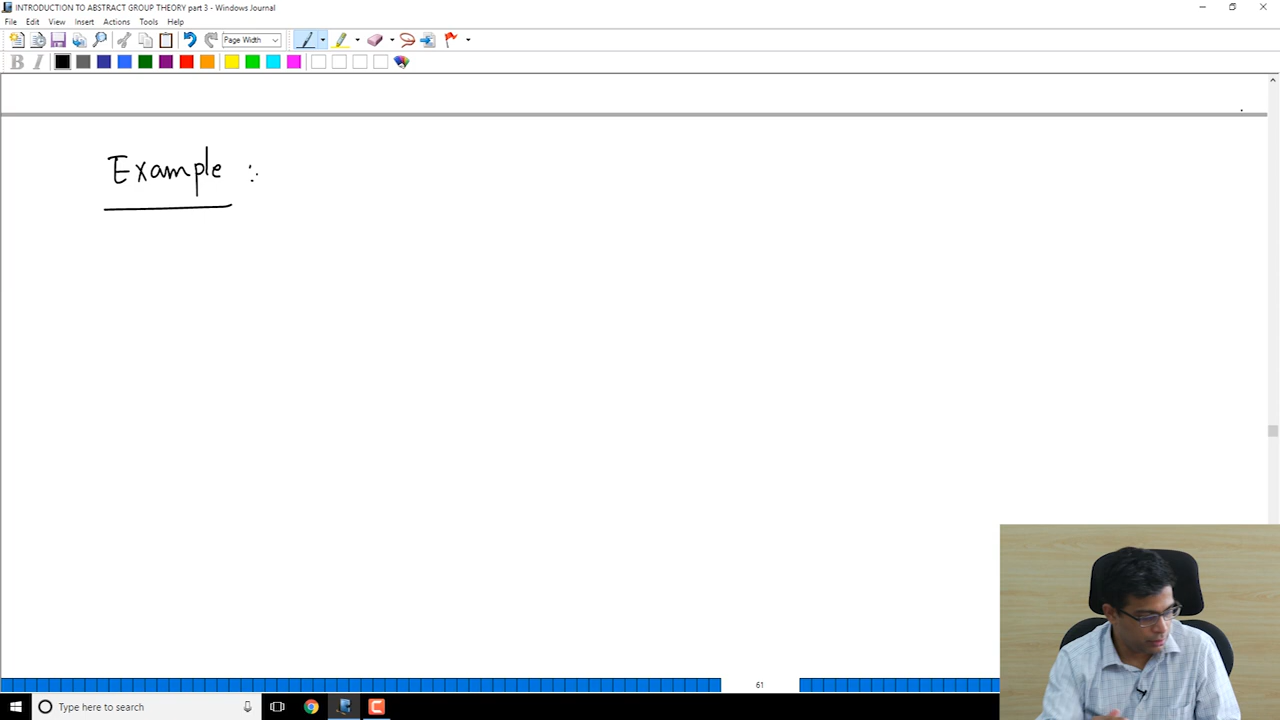 INTRODUCTION TO ABSTRACT GROUP THEORY part 3 - Windows Journal
File Edit View Insert Actions Tools Help
Page Width
B I
Example :
61
Type here to search